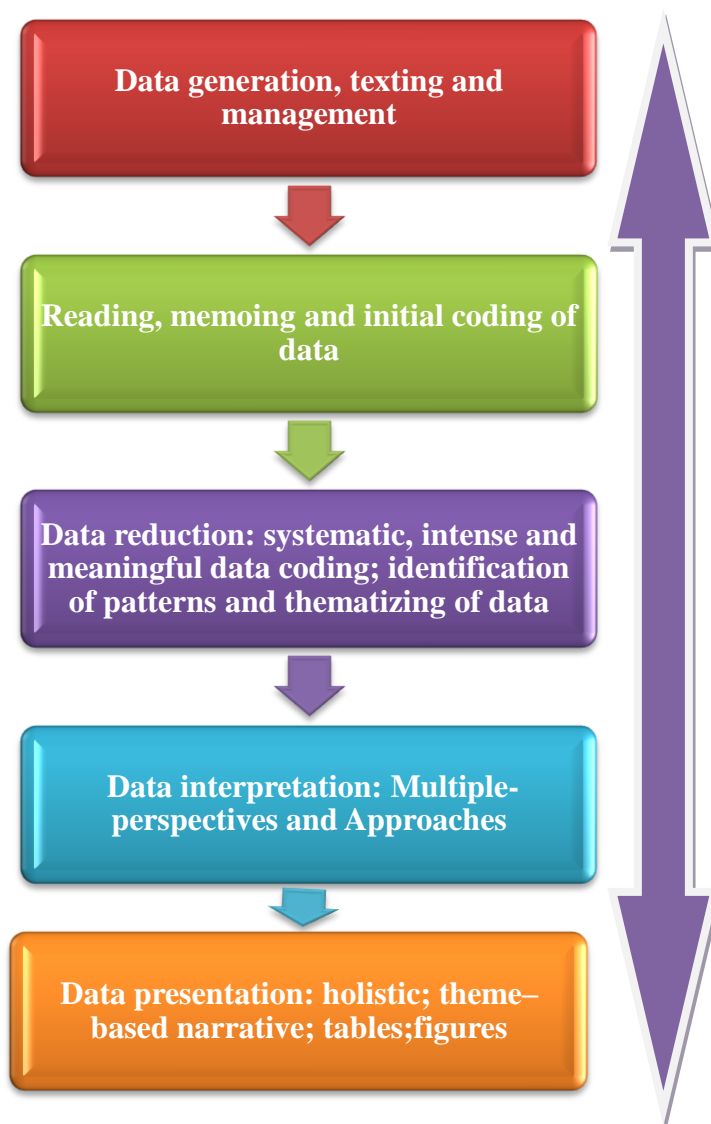 Data generation, texting and
management
Reading, memoing and initial coding of
data
Data reduction: systematic, intense and
meaningful data coding; identification
of patterns and thematizing of data
Data interpretation: Multiple-
perspectives and Approaches
Data presentation: holistic; theme–
based narrative; tables;figures